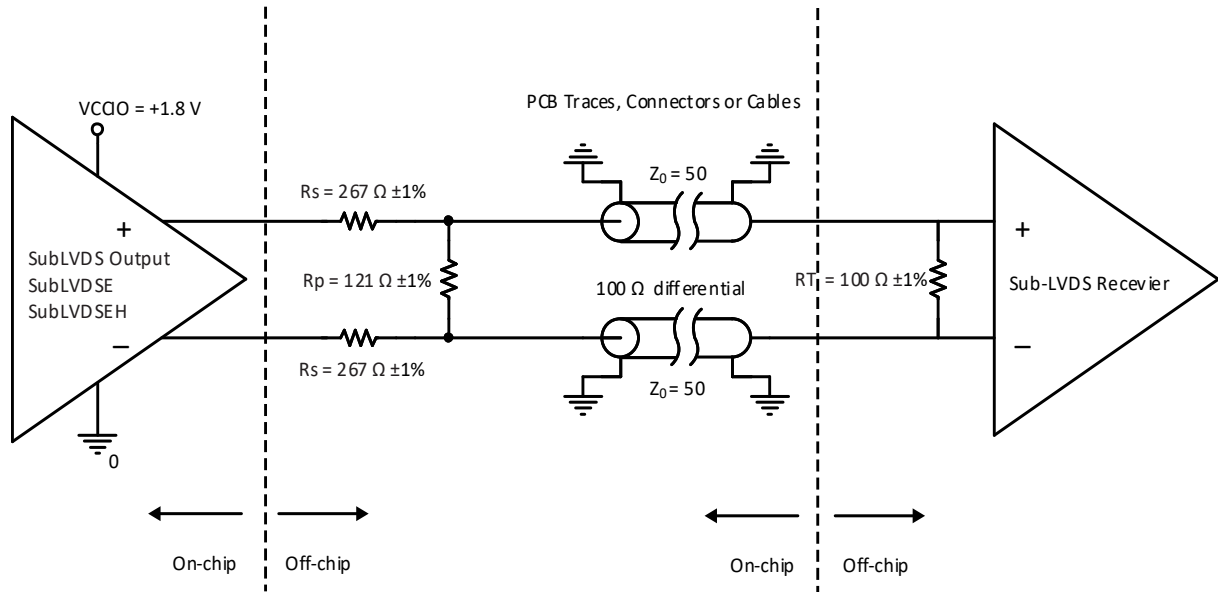 VCCIO = +1.8 V
PCB Traces, Connectors or Cables
Z0 = 50
Rs = 267 Ω ±1%
+
SubLVDS Output
SubLVDSE
SubLVDSEH
−
Rp = 121 Ω ±1%
100 Ω differential
RT = 100 Ω ±1%
+
Sub-LVDS Recevier
−
Rs = 267 Ω ±1%
Z0 = 50
0
On-chip
Off-chip
On-chip
Off-chip